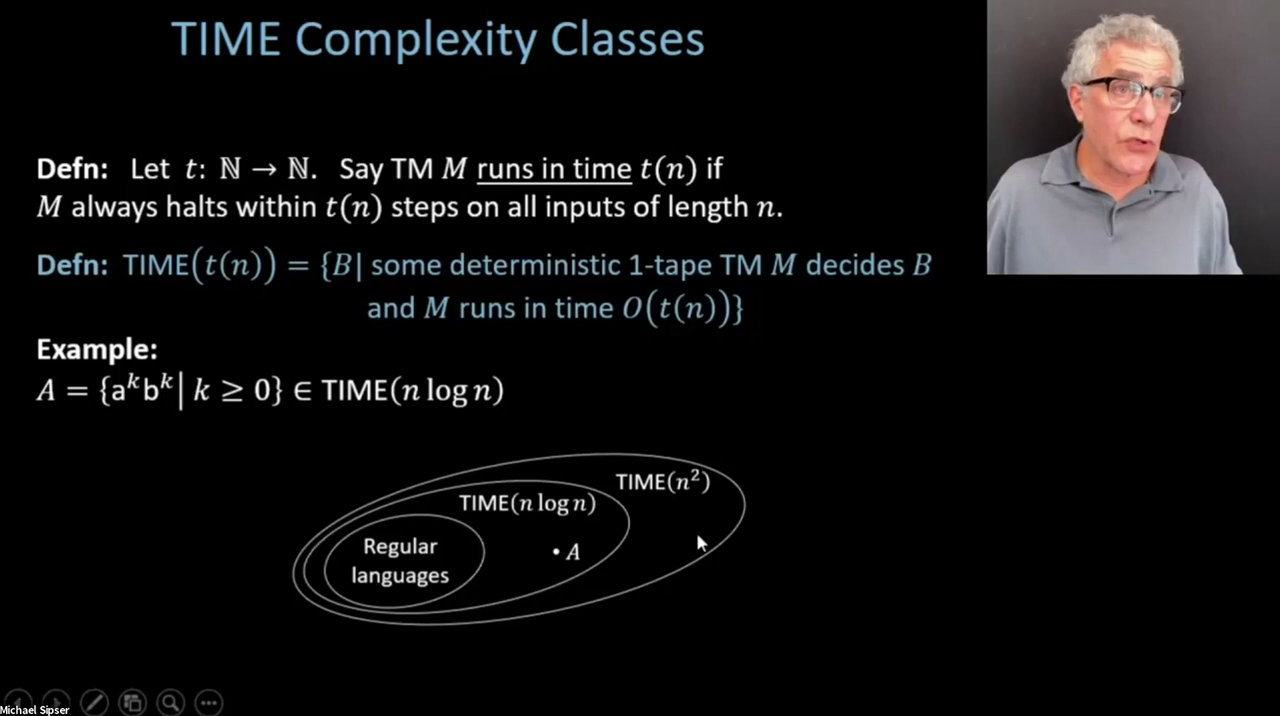 TIME Complexity Classes
Defn: Let t: ℕ → ℕ. Say TM M runs in time t(n) if
M always halts within t(n) steps on all inputs of length n.
Defn: TIME(t(n)) = {B| some deterministic 1-tape TM M decides B
and M runs in time O(t(n))}
Example:
A = {aᵏbᵏ| k ≥ 0} ∈ TIME(n log n)
TIME(n²)
TIME(n log n)
Regular
languages
• A
Michael Sipser